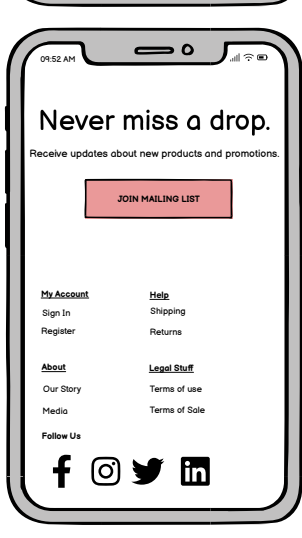 09:52 AM
Never miss a drop.
Receive updates about new products and promotions.
JOIN MAILING LIST
My Account
Sign In
Register
Help
Shipping
Returns
About
Our Story
Media
Legal Stuff
Terms of use
Terms of Sale
Follow Us